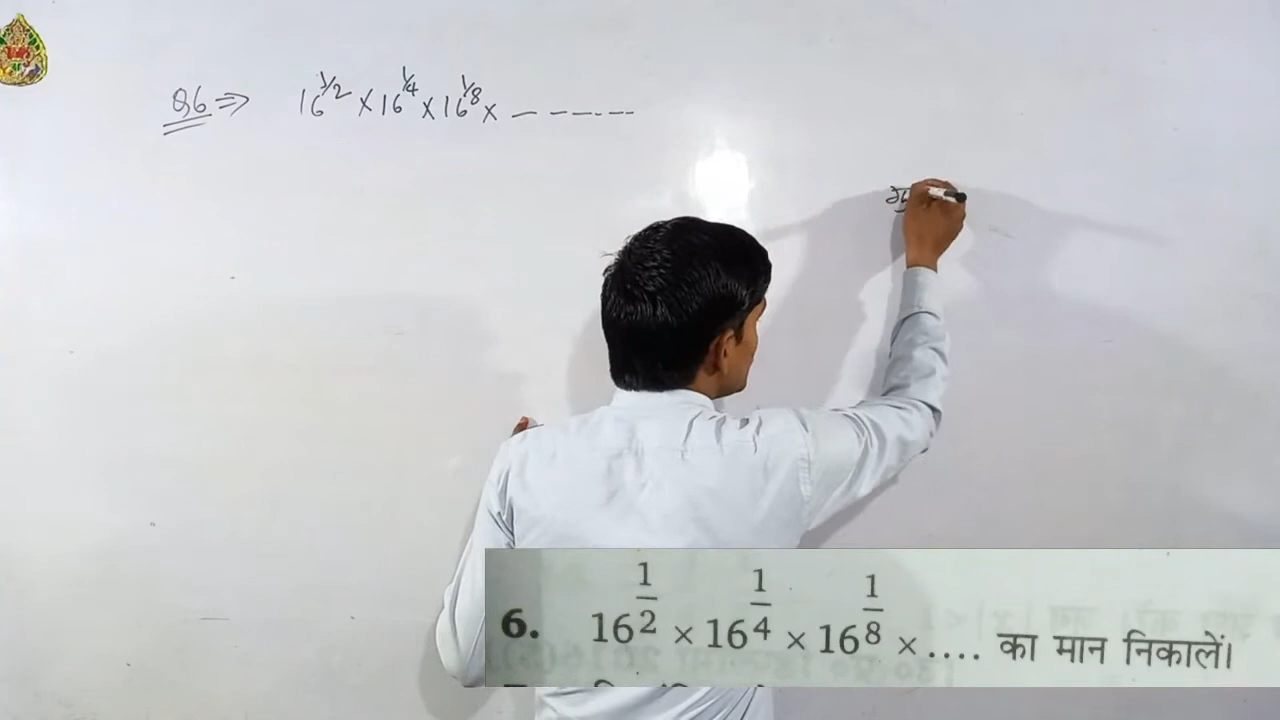 Q6 ⇒ 16^1/2 × 16^1/4 × 16^1/8 × -----
6. 16^1/2 × 16^1/4 × 16^1/8 × .... का मान निकालें।